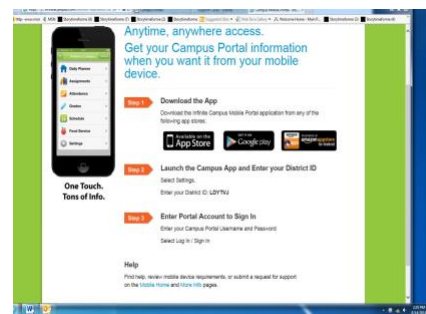 Anytime, anywhere access.
Get your Campus Portal information
when you want it from your mobile
device.
Daily Planner
Assignments
Attendance
Grades
Schedule
Food Service
Settings
One Touch.
Tons of Info.
Step 1
Download the App
Download the Infinite Campus Mobile Portal application from any of the
following app stores.
Available on the
App Store
Google play
amazon
Step 2
Launch the Campus App and Enter your District ID
Select Settings.
Enter your District ID:
Step 3
Enter Portal Account to Sign In
Enter your Campus Portal Username and Password
Select Log In / Sign In
Help
Find help, review mobile device requirements, or submit a request for support
on the Mobile Home and More Info pages.